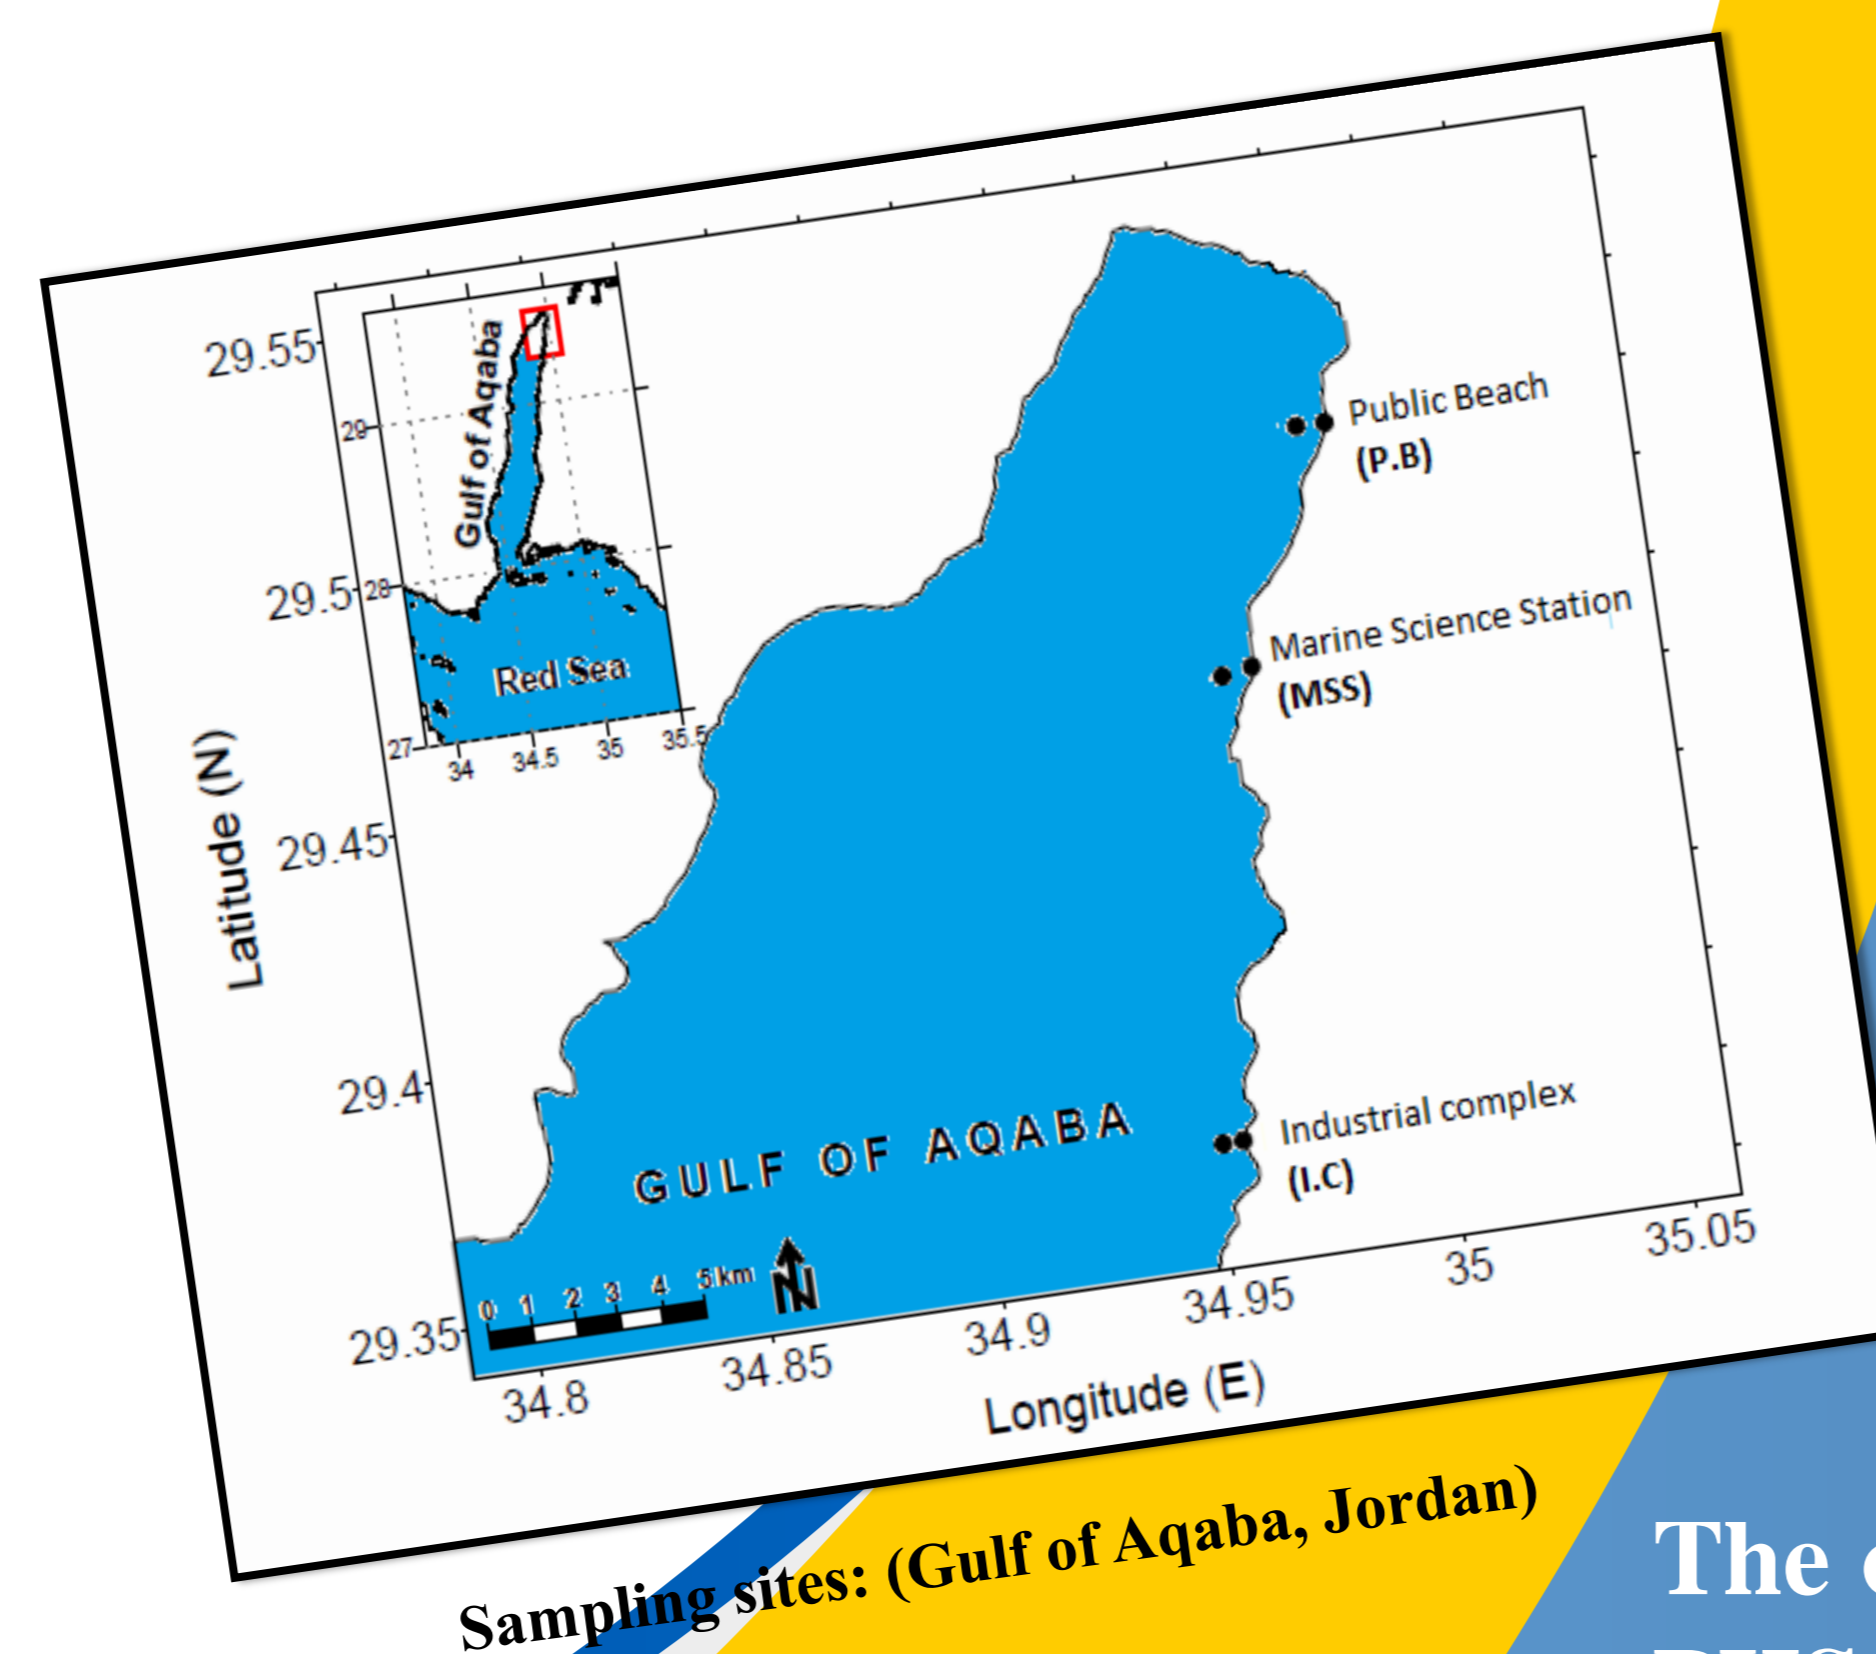 29.55
29.5
29.45
29.4
29.35
Latitude (N)
34.8
34.85
34.9
34.95
35
35.05
Longitude (E)
29
28
27
34
34.5
35
35.5
Gulf of Aqaba
Red Sea
Public Beach
(P.B)
Marine Science Station
(MSS)
Industrial complex
(I.C)
GULF OF AQABA
0 1 2 3 4 5 km
N
Sampling sites: (Gulf of Aqaba, Jordan)
The